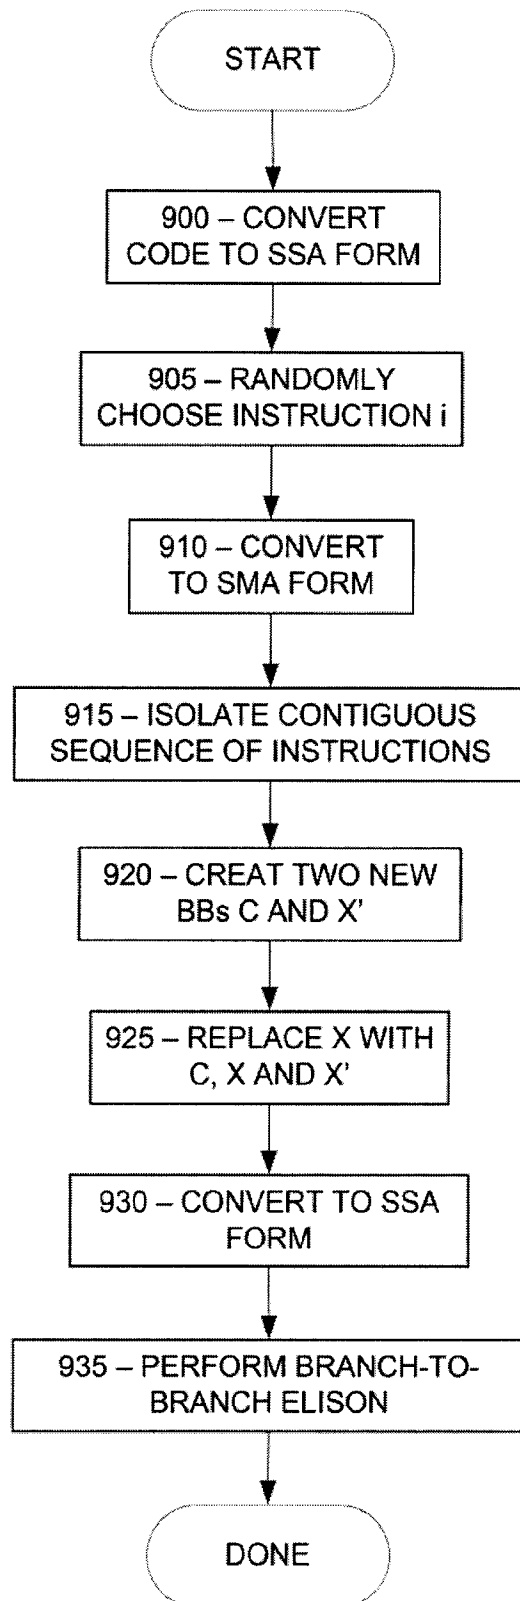 START
900 – CONVERT
CODE TO SSA FORM
905 – RANDOMLY
CHOOSE INSTRUCTION i
910 – CONVERT
TO SMA FORM
915 – ISOLATE CONTIGUOUS
SEQUENCE OF INSTRUCTIONS
920 – CREAT TWO NEW
BBs C AND X’
925 – REPLACE X WITH
C, X AND X’
930 – CONVERT TO SSA
FORM
935 – PERFORM BRANCH-TO-
BRANCH ELISON
DONE